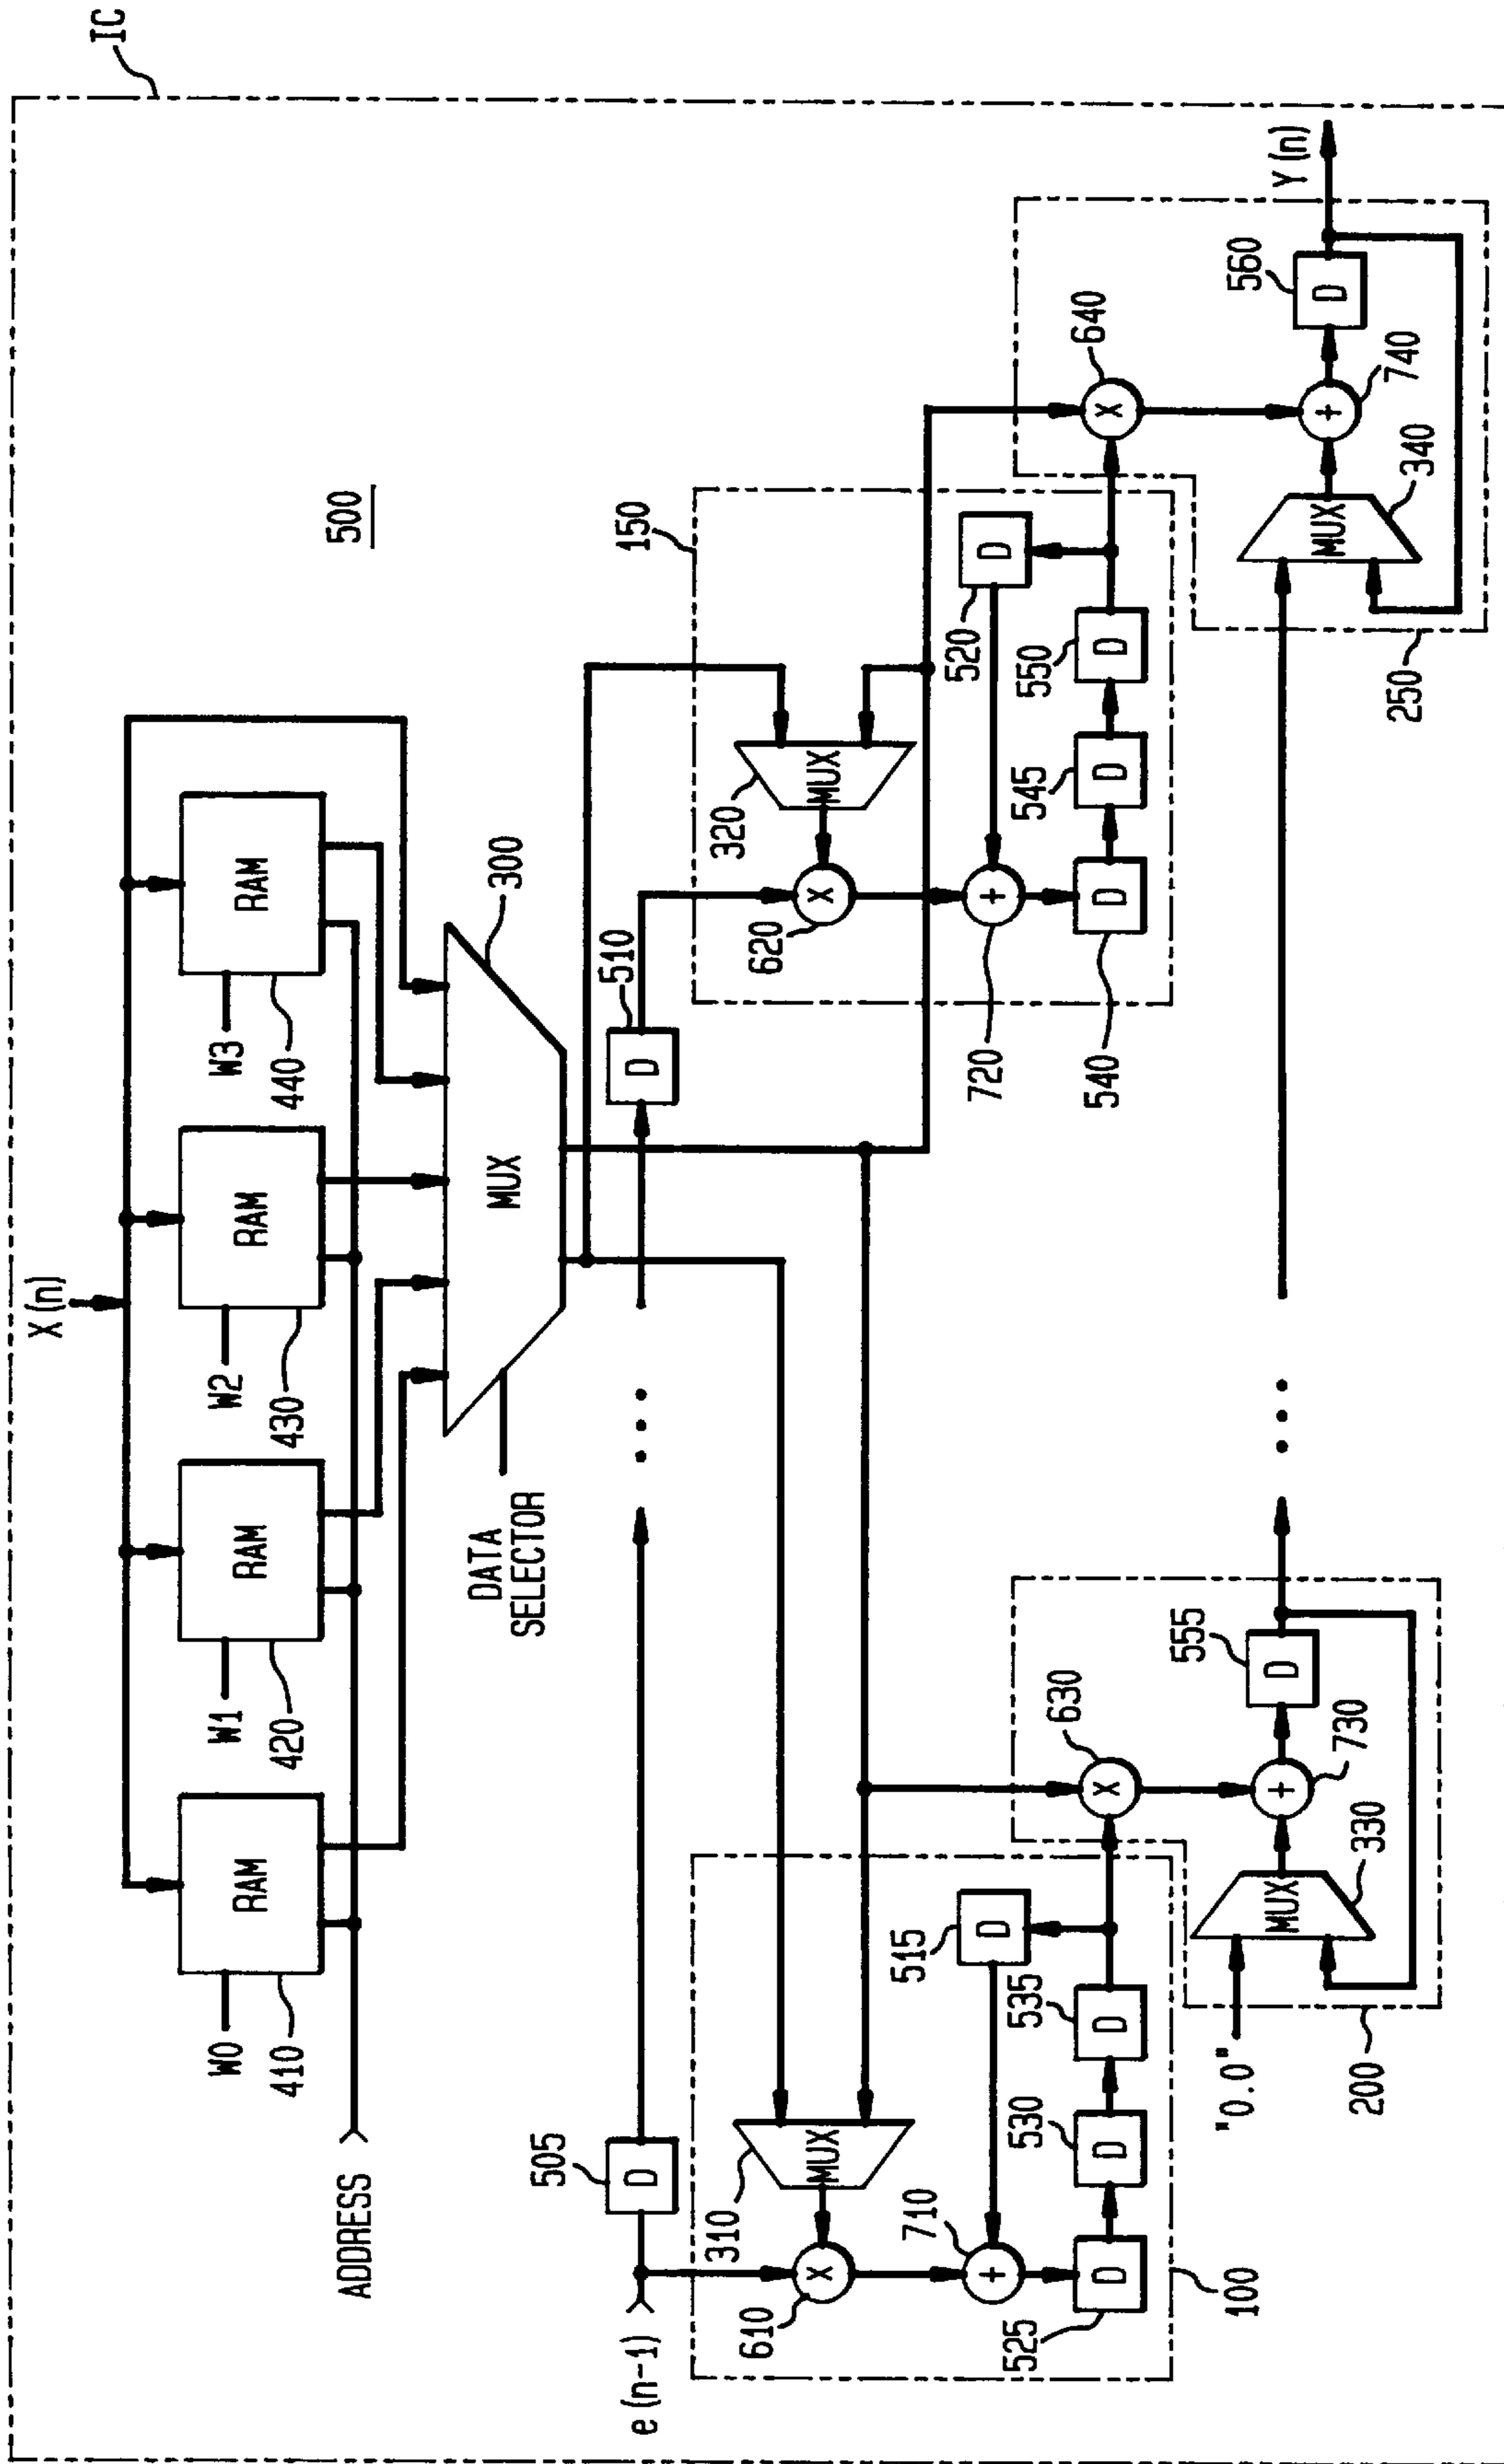 IC
X(n)
W0
RAM
410
W1
RAM
420
W2
RAM
430
W3
RAM
440
ADDRESS
500
DATA
SELECTOR
MUX
300
e(n-1)
505
D
• • •
510
D
150
310
MUX
X
610
320
MUX
X
620
710
+
515
D
720
+
520
D
525
D
530
D
535
D
540
D
545
D
550
D
100
630
X
640
X
"0.0"
MUX
330
+
730
555
D
200
• • •
MUX
340
+
740
560
D
250
Y(n)